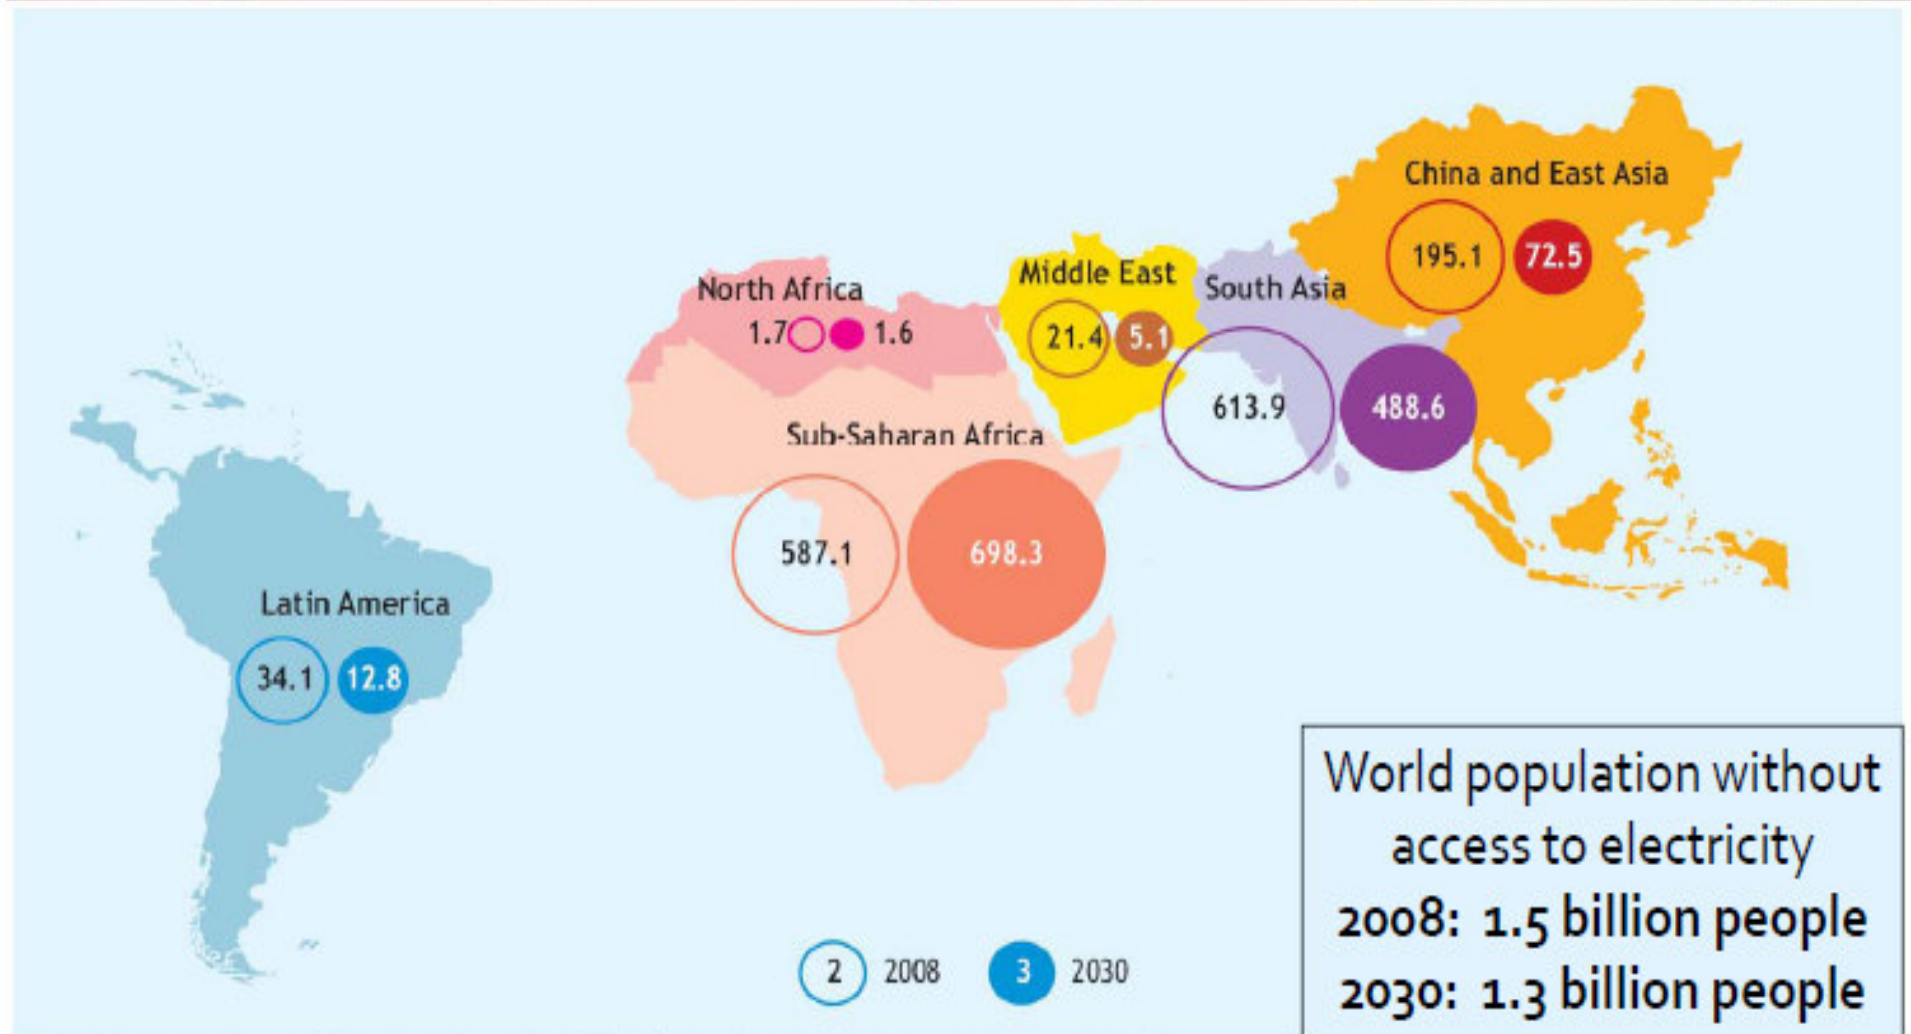 China and East Asia
195.1 72.5
Middle East
21.4 5.1
South Asia
613.9 488.6
North Africa
1.7 1.6
Sub-Saharan Africa
587.1 698.3
Latin America
34.1 12.8
2 2008 3 2030
World population without
access to electricity
2008: 1.5 billion people
2030: 1.3 billion people